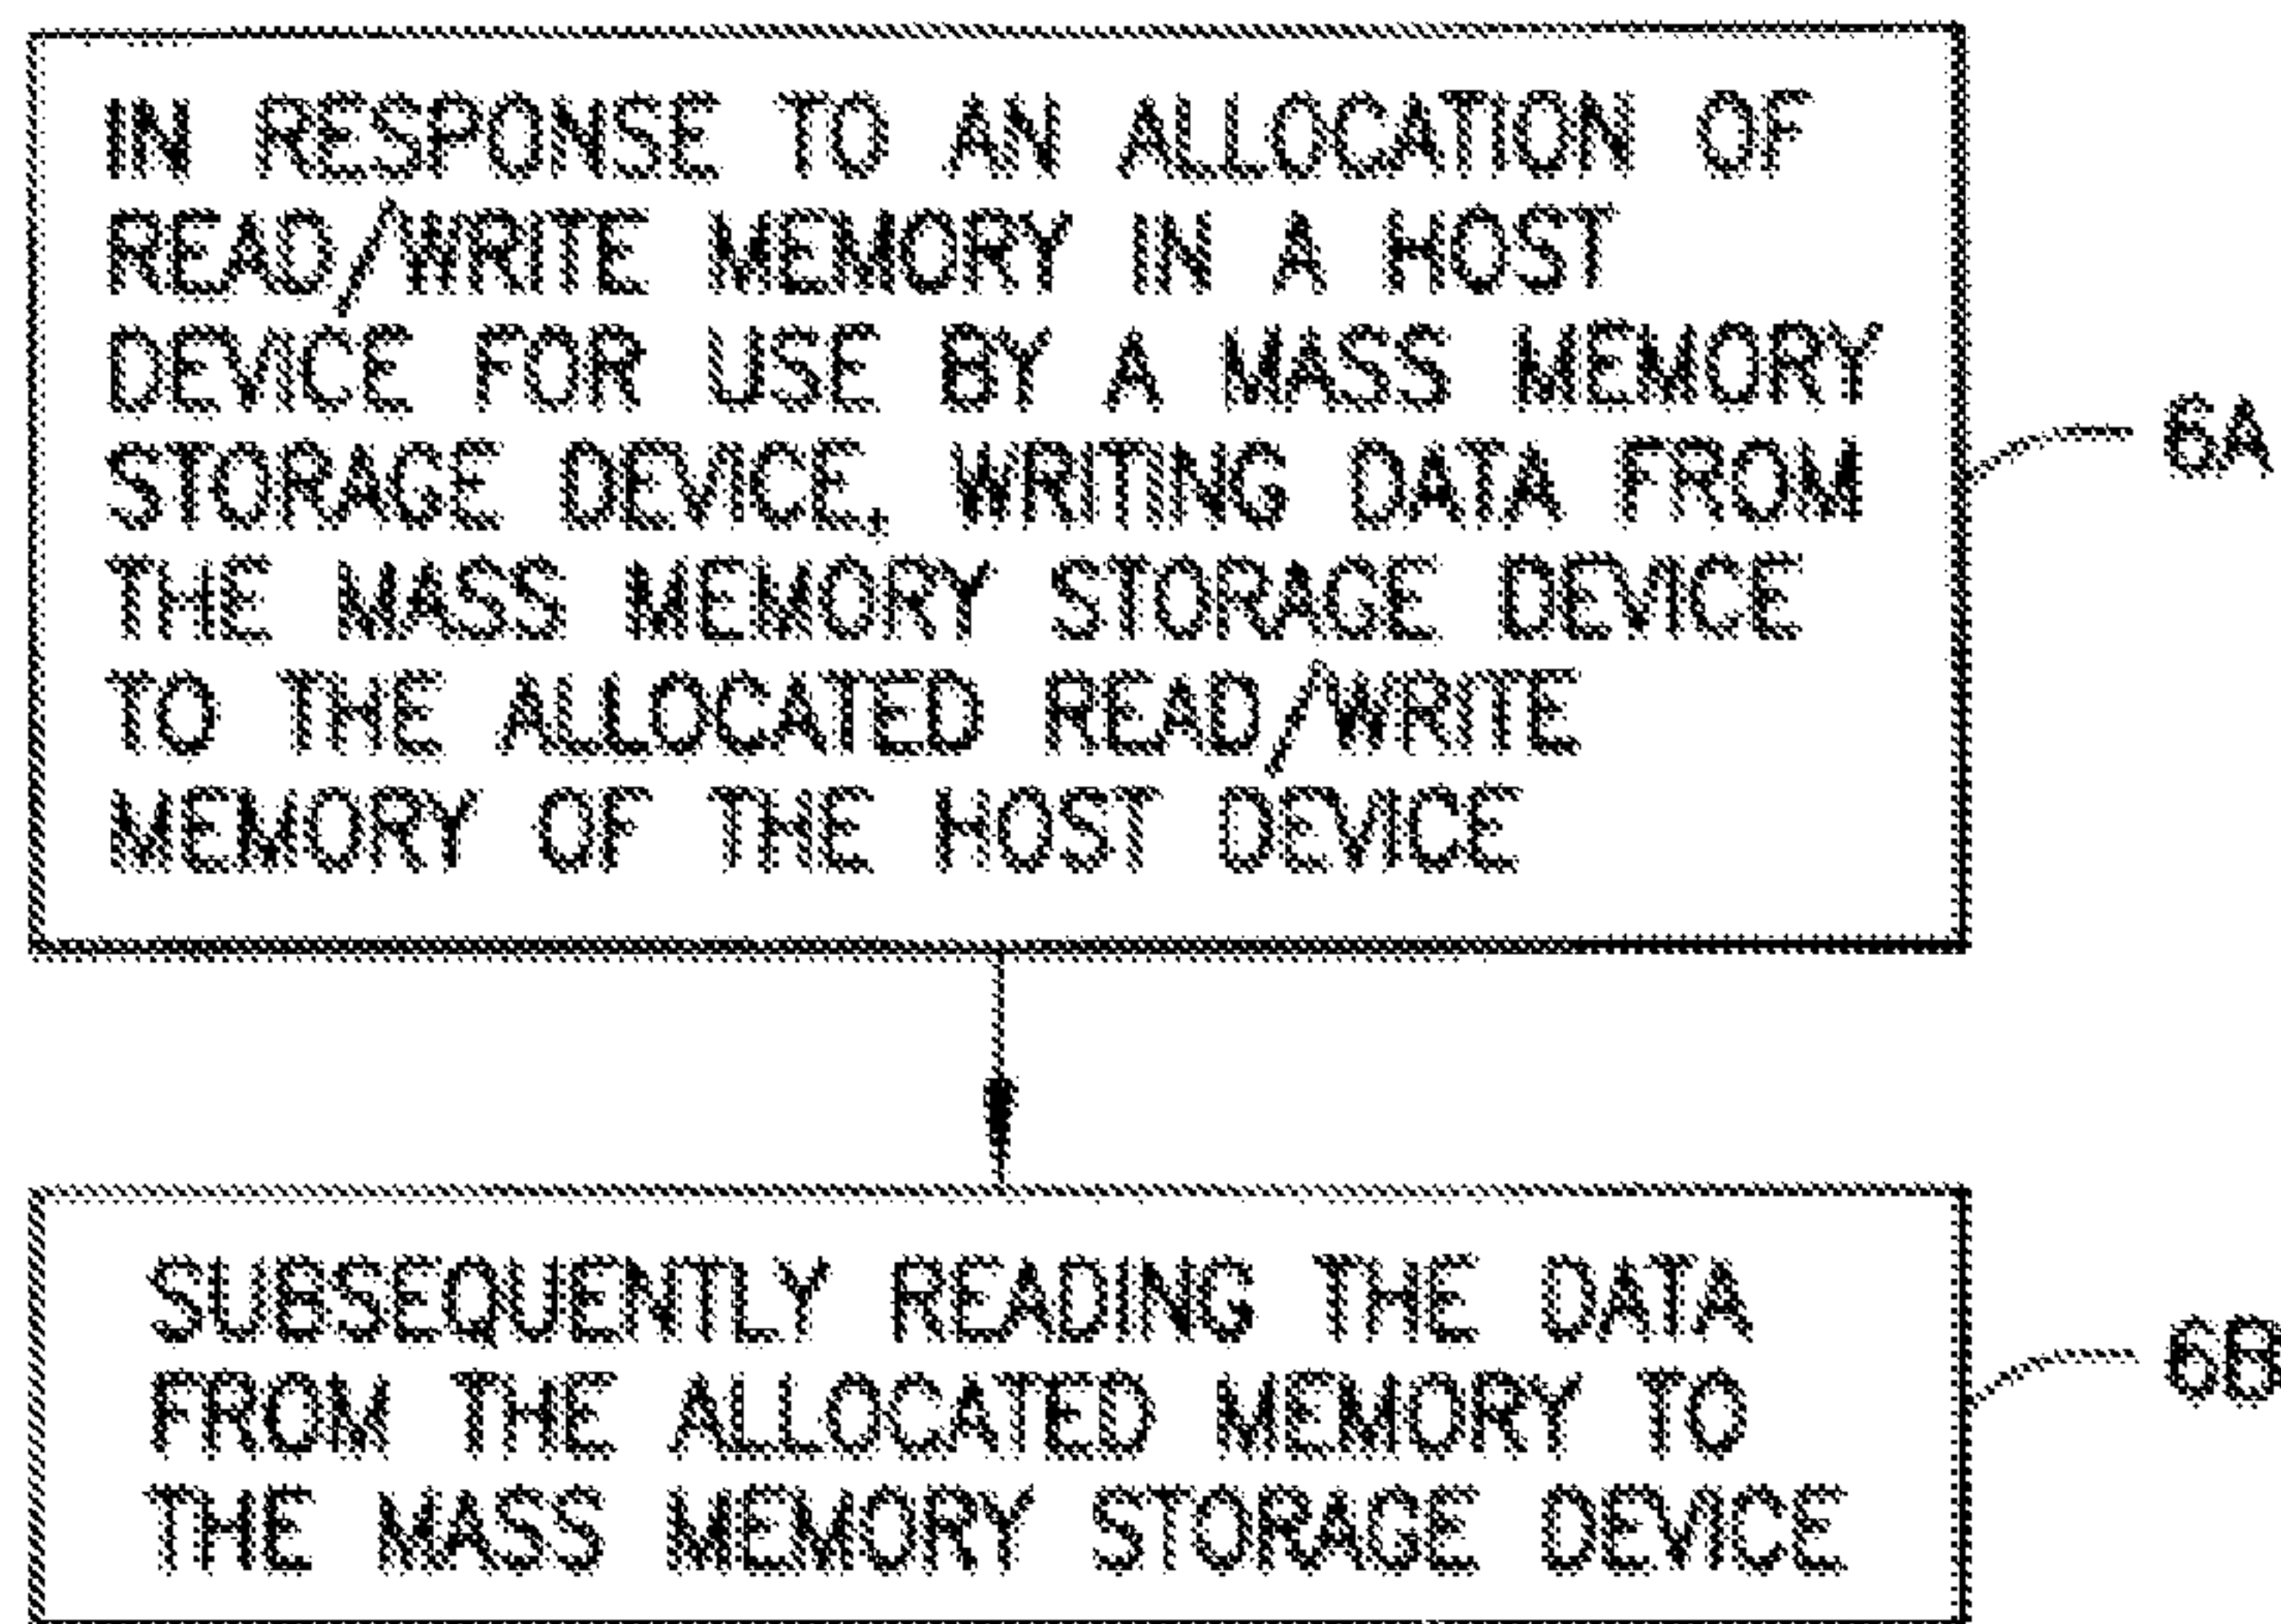 IN RESPONSE TO AN ALLOCATION OF
READ/WRITE MEMORY IN A HOST
DEVICE FOR USE BY A MASS MEMORY
STORAGE DEVICE, WRITING DATA FROM
THE MASS MEMORY STORAGE DEVICE
TO THE ALLOCATED READ/WRITE
MEMORY OF THE HOST DEVICE
6A
SUBSEQUENTLY READING THE DATA
FROM THE ALLOCATED MEMORY TO
THE MASS MEMORY STORAGE DEVICE
6B